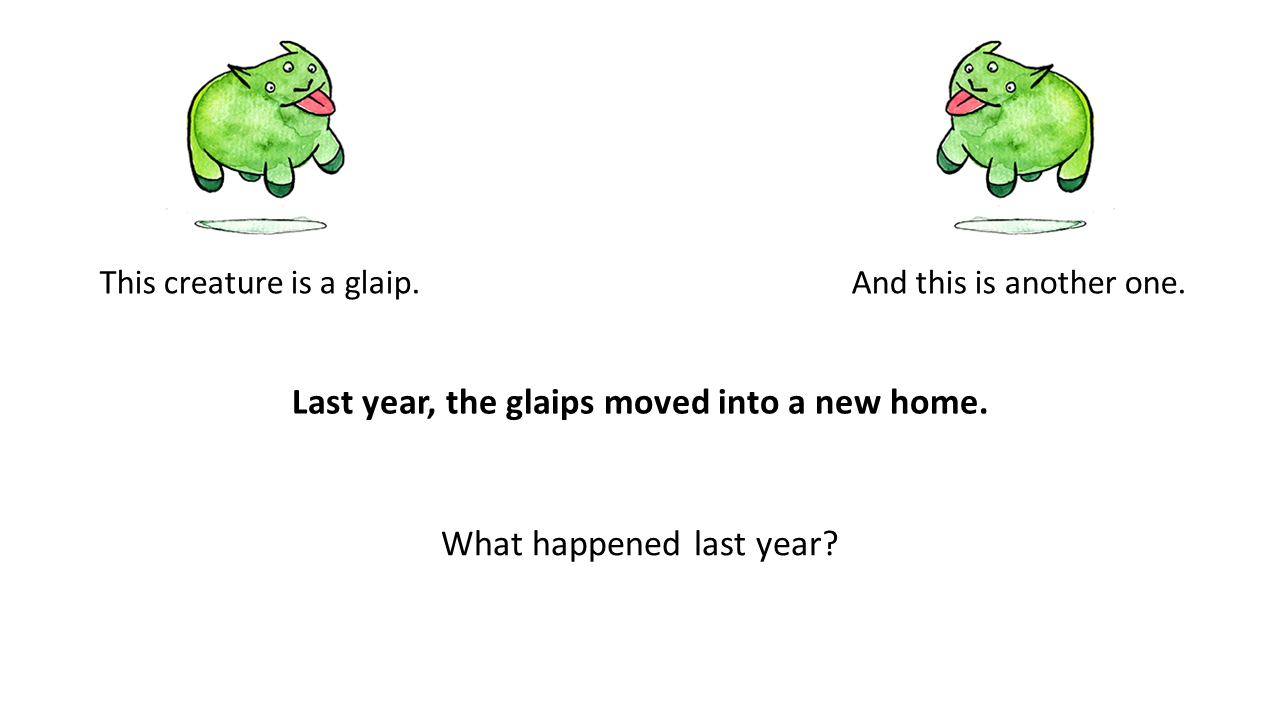 This creature is a glaip.
And this is another one.
Last year, the glaips moved into a new home.
What happened last year?